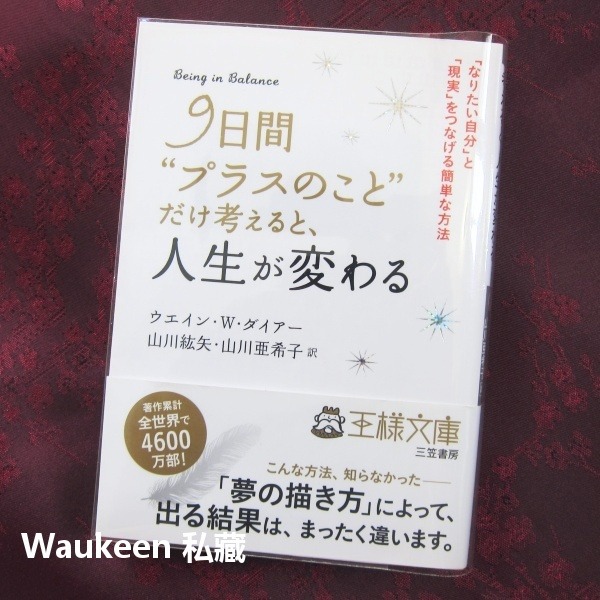 Being in Balance
「なりたい自分」と
「現実」をつなげる簡単な方法
9日間
“プラスのこと”
だけ考えると、
人生が変わる
ウエイン・W・ダイアー
山川紘矢・山川亜希子 訳
著作累計
全世界で
4600
万部!
王様文庫
三笠書房
こんな方法、知らなかった——
「夢の描き方」によって、
出る結果は、まったく違います。
Waukeen 私藏